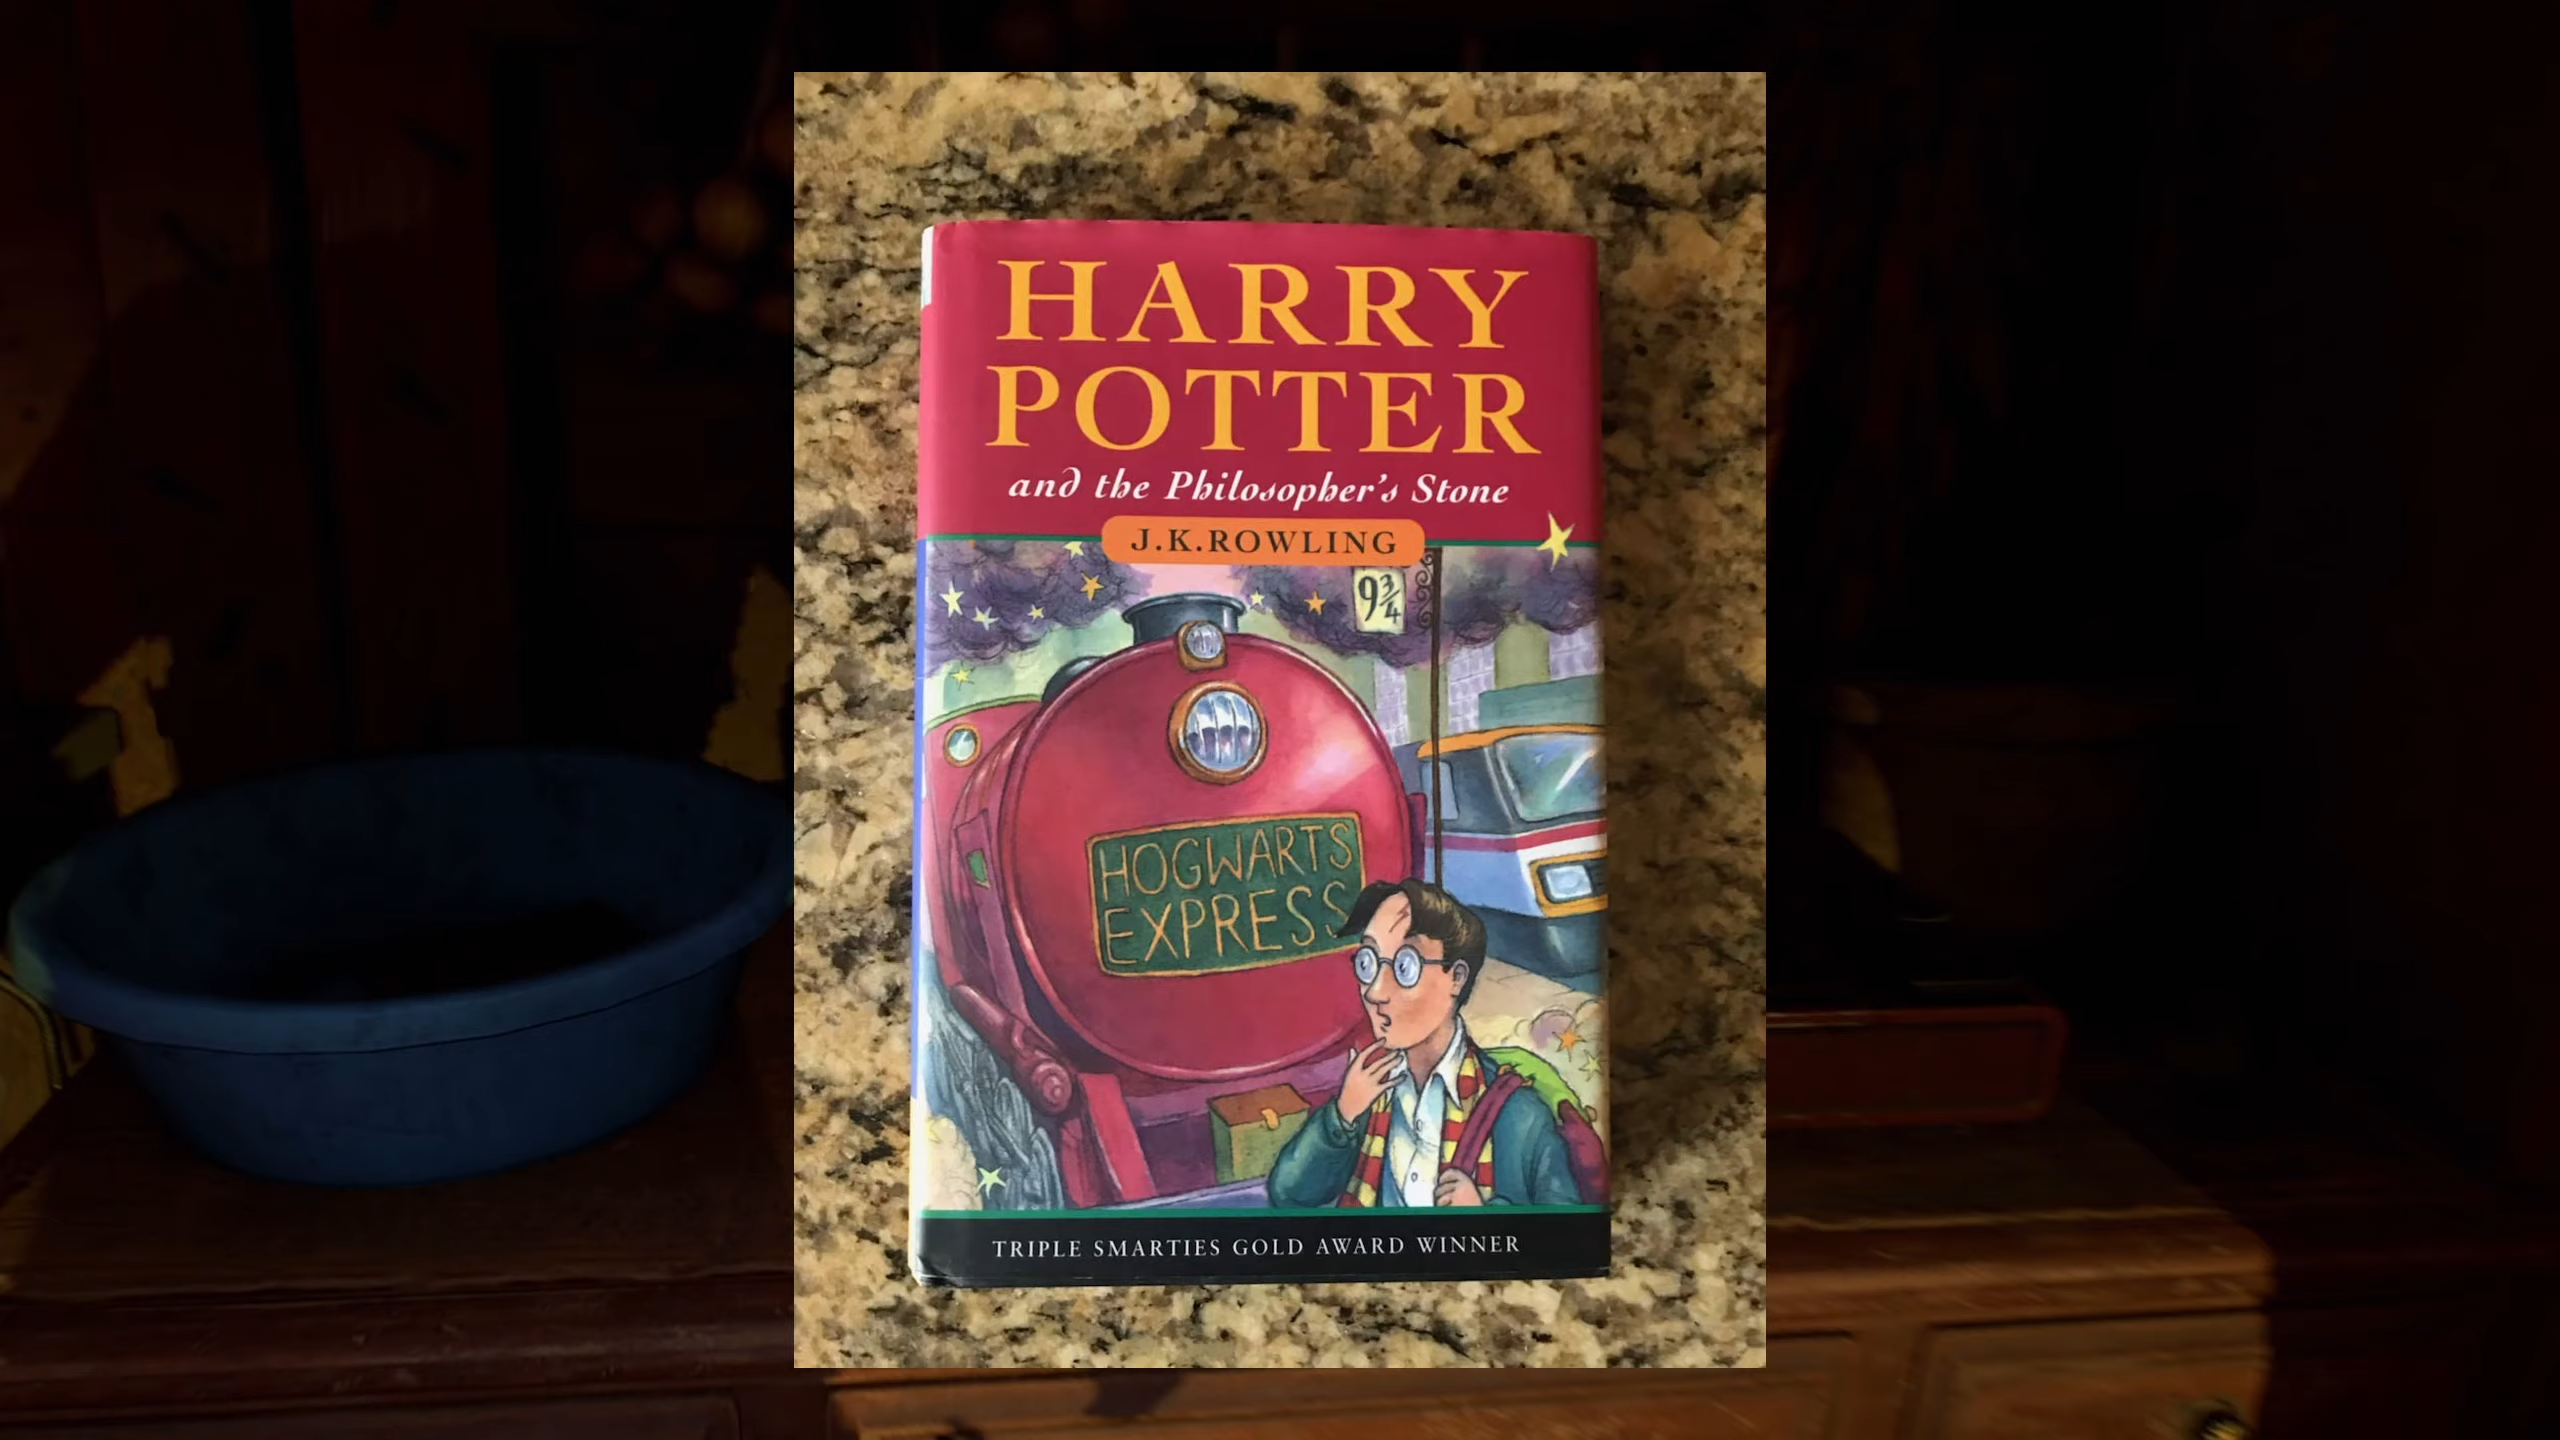 HARRY
POTTER
and the Philosopher's Stone
J.K.ROWLING
9¾
HOGWARTS
EXPRESS
TRIPLE SMARTIES GOLD AWARD WINNER